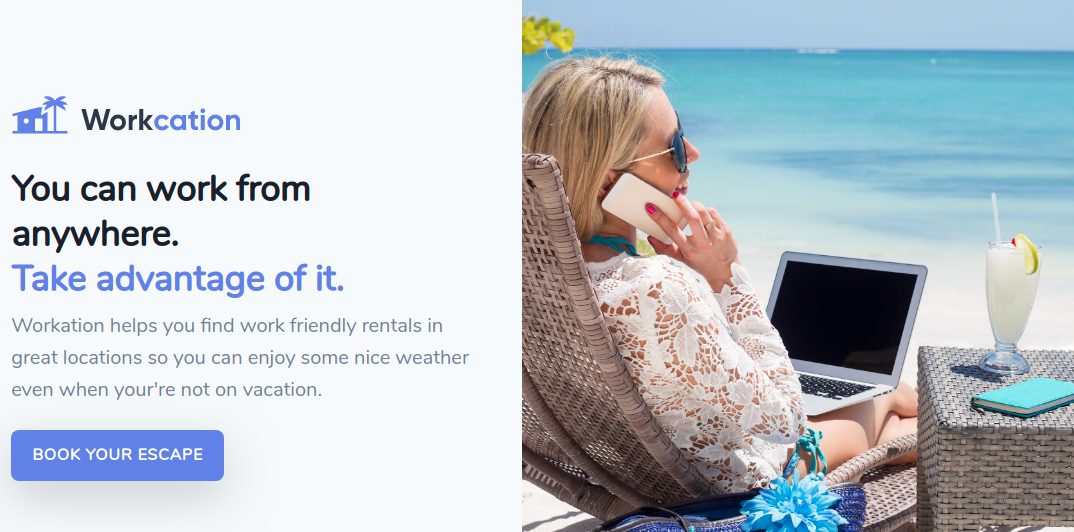 Workcation
You can work from
anywhere.
Take advantage of it.
Workation helps you find work friendly rentals in
great locations so you can enjoy some nice weather
even when your're not on vacation.
BOOK YOUR ESCAPE